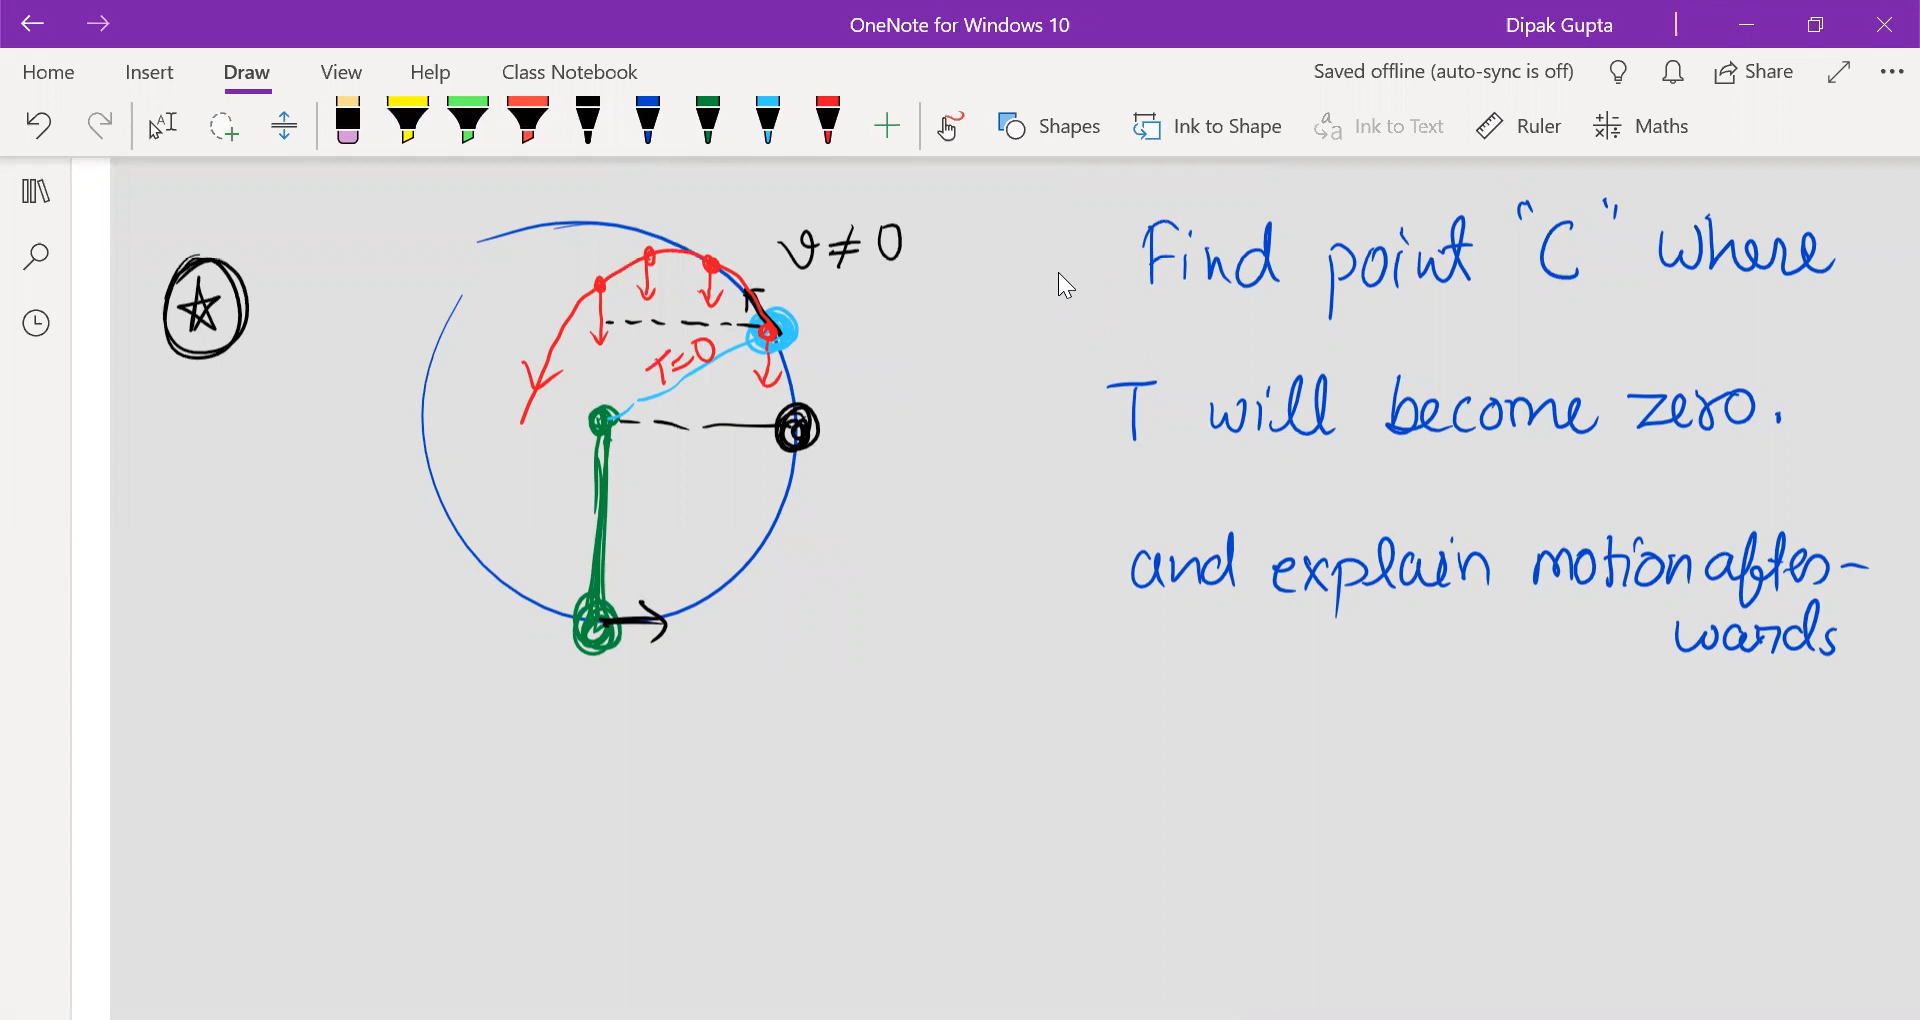 OneNote for Windows 10
Dipak Gupta
Home Insert Draw View Help Class Notebook
Saved offline (auto-sync is off) Share
Shapes Ink to Shape Ink to Text Ruler Maths
v ≠ 0
T=0
Find point "C" where
T will become zero.
and explain motion after-
wards